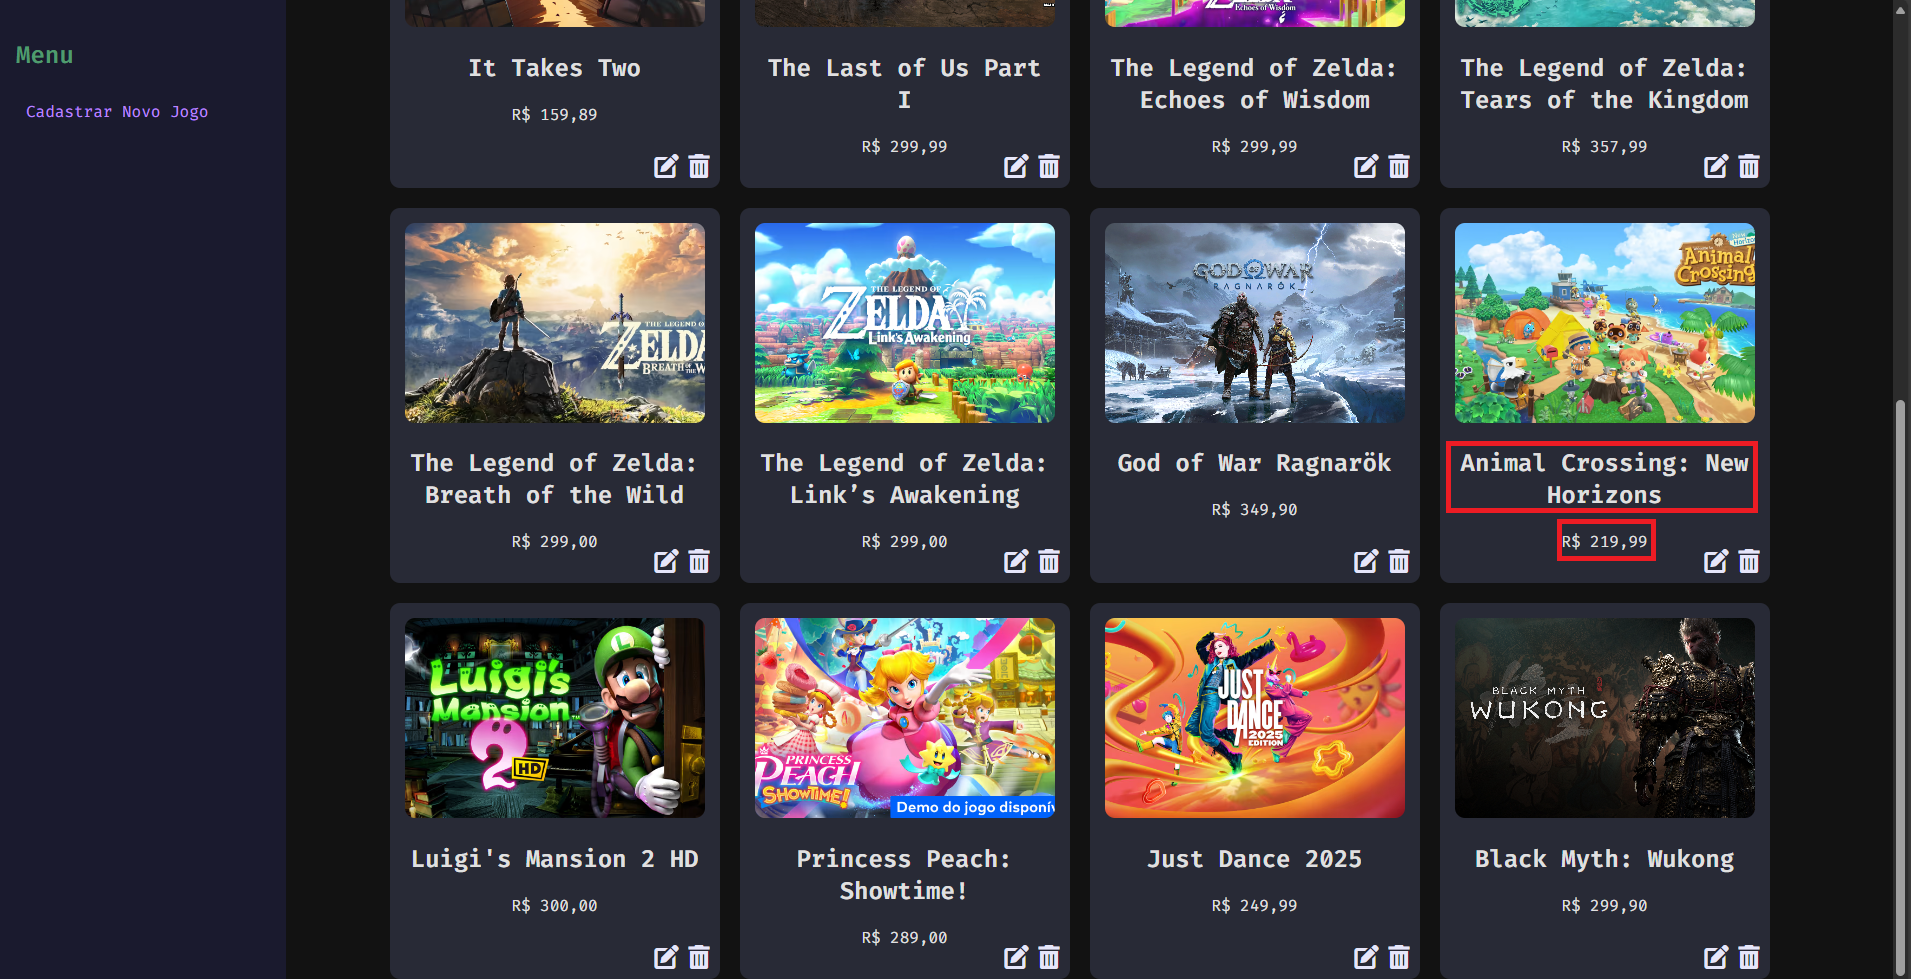 Menu
Cadastrar Novo Jogo
Echoes of Wisdom
It Takes Two
R$ 159,89
The Last of Us Part
I
R$ 299,99
The Legend of Zelda:
Echoes of Wisdom
R$ 299,99
The Legend of Zelda:
Tears of the Kingdom
R$ 357,99
THE LEGEND O
ZELDA
BREATH OF THE W
The Legend of Zelda:
Breath of the Wild
R$ 299,00
THE LEGEND OF
ZELDA
Link's Awakening
The Legend of Zelda:
Link’s Awakening
R$ 299,00
GOD OF WAR
RAGNARÖK
God of War Ragnarök
R$ 349,90
Animal
Crossing
Animal Crossing: New
Horizons
R$ 219,99
Luigi's
Mansion
2 HD
Luigi's Mansion 2 HD
R$ 300,00
PRINCESS
PEACH
SHOWTIME!
Demo do jogo disponív
Princess Peach:
Showtime!
R$ 289,00
JUST
DANCE
2025
EDITION
Just Dance 2025
R$ 249,99
BLACK MYTH
WUKONG
Black Myth: Wukong
R$ 299,90